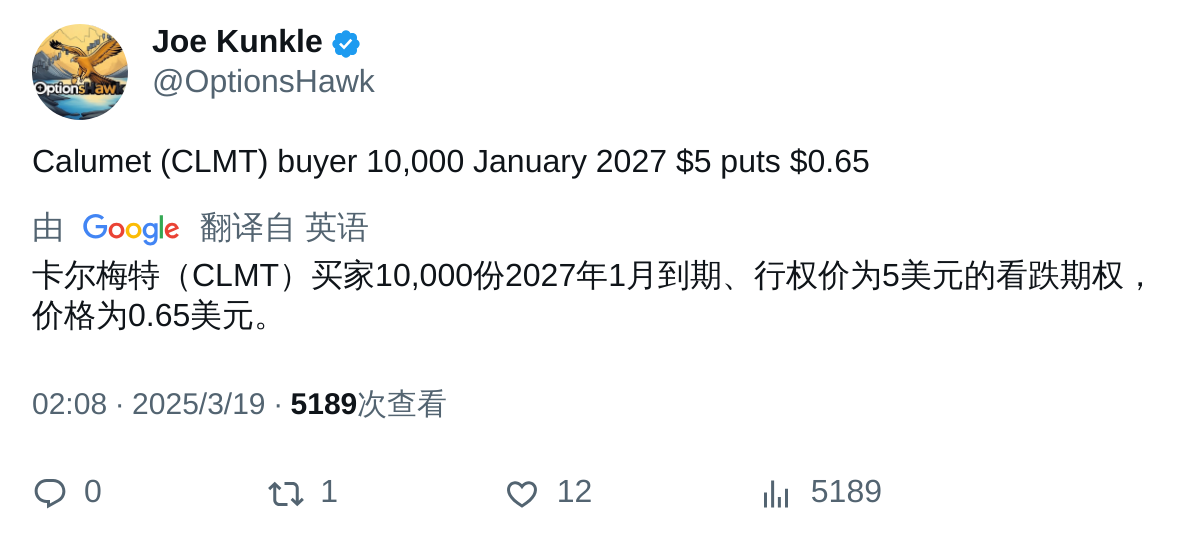 Joe Kunkle
@OptionsHawk
OptionsHawk
Calumet (CLMT) buyer 10,000 January 2027 $5 puts $0.65
由 Google 翻译自 英语
卡尔梅特（CLMT）买家10,000份2027年1月到期、行权价为5美元的看跌期权，
价格为0.65美元。
02:08 · 2025/3/19 · 5189次查看
0 1 12 5189